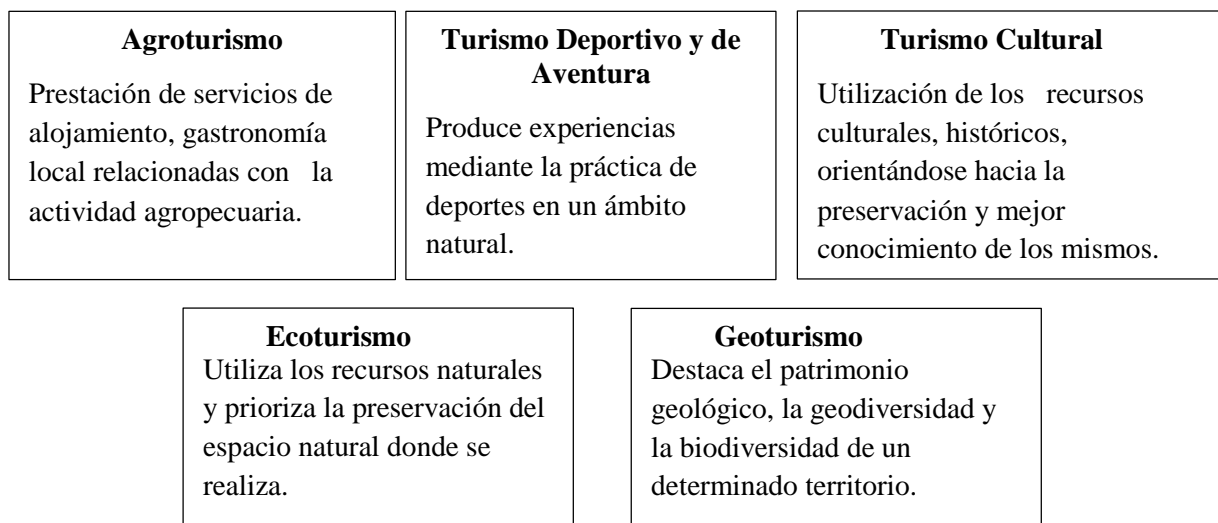 Agroturismo
Prestación de servicios de
alojamiento, gastronomía
local relacionadas con la
actividad agropecuaria.
Turismo Deportivo y de
Aventura
Produce experiencias
mediante la práctica de
deportes en un ámbito
natural.
Turismo Cultural
Utilización de los recursos
culturales, históricos,
orientándose hacia la
preservación y mejor
conocimiento de los mismos.
Ecoturismo
Utiliza los recursos naturales
y prioriza la preservación del
espacio natural donde se
realiza.
Geoturismo
Destaca el patrimonio
geológico, la geodiversidad y
la biodiversidad de un
determinado territorio.